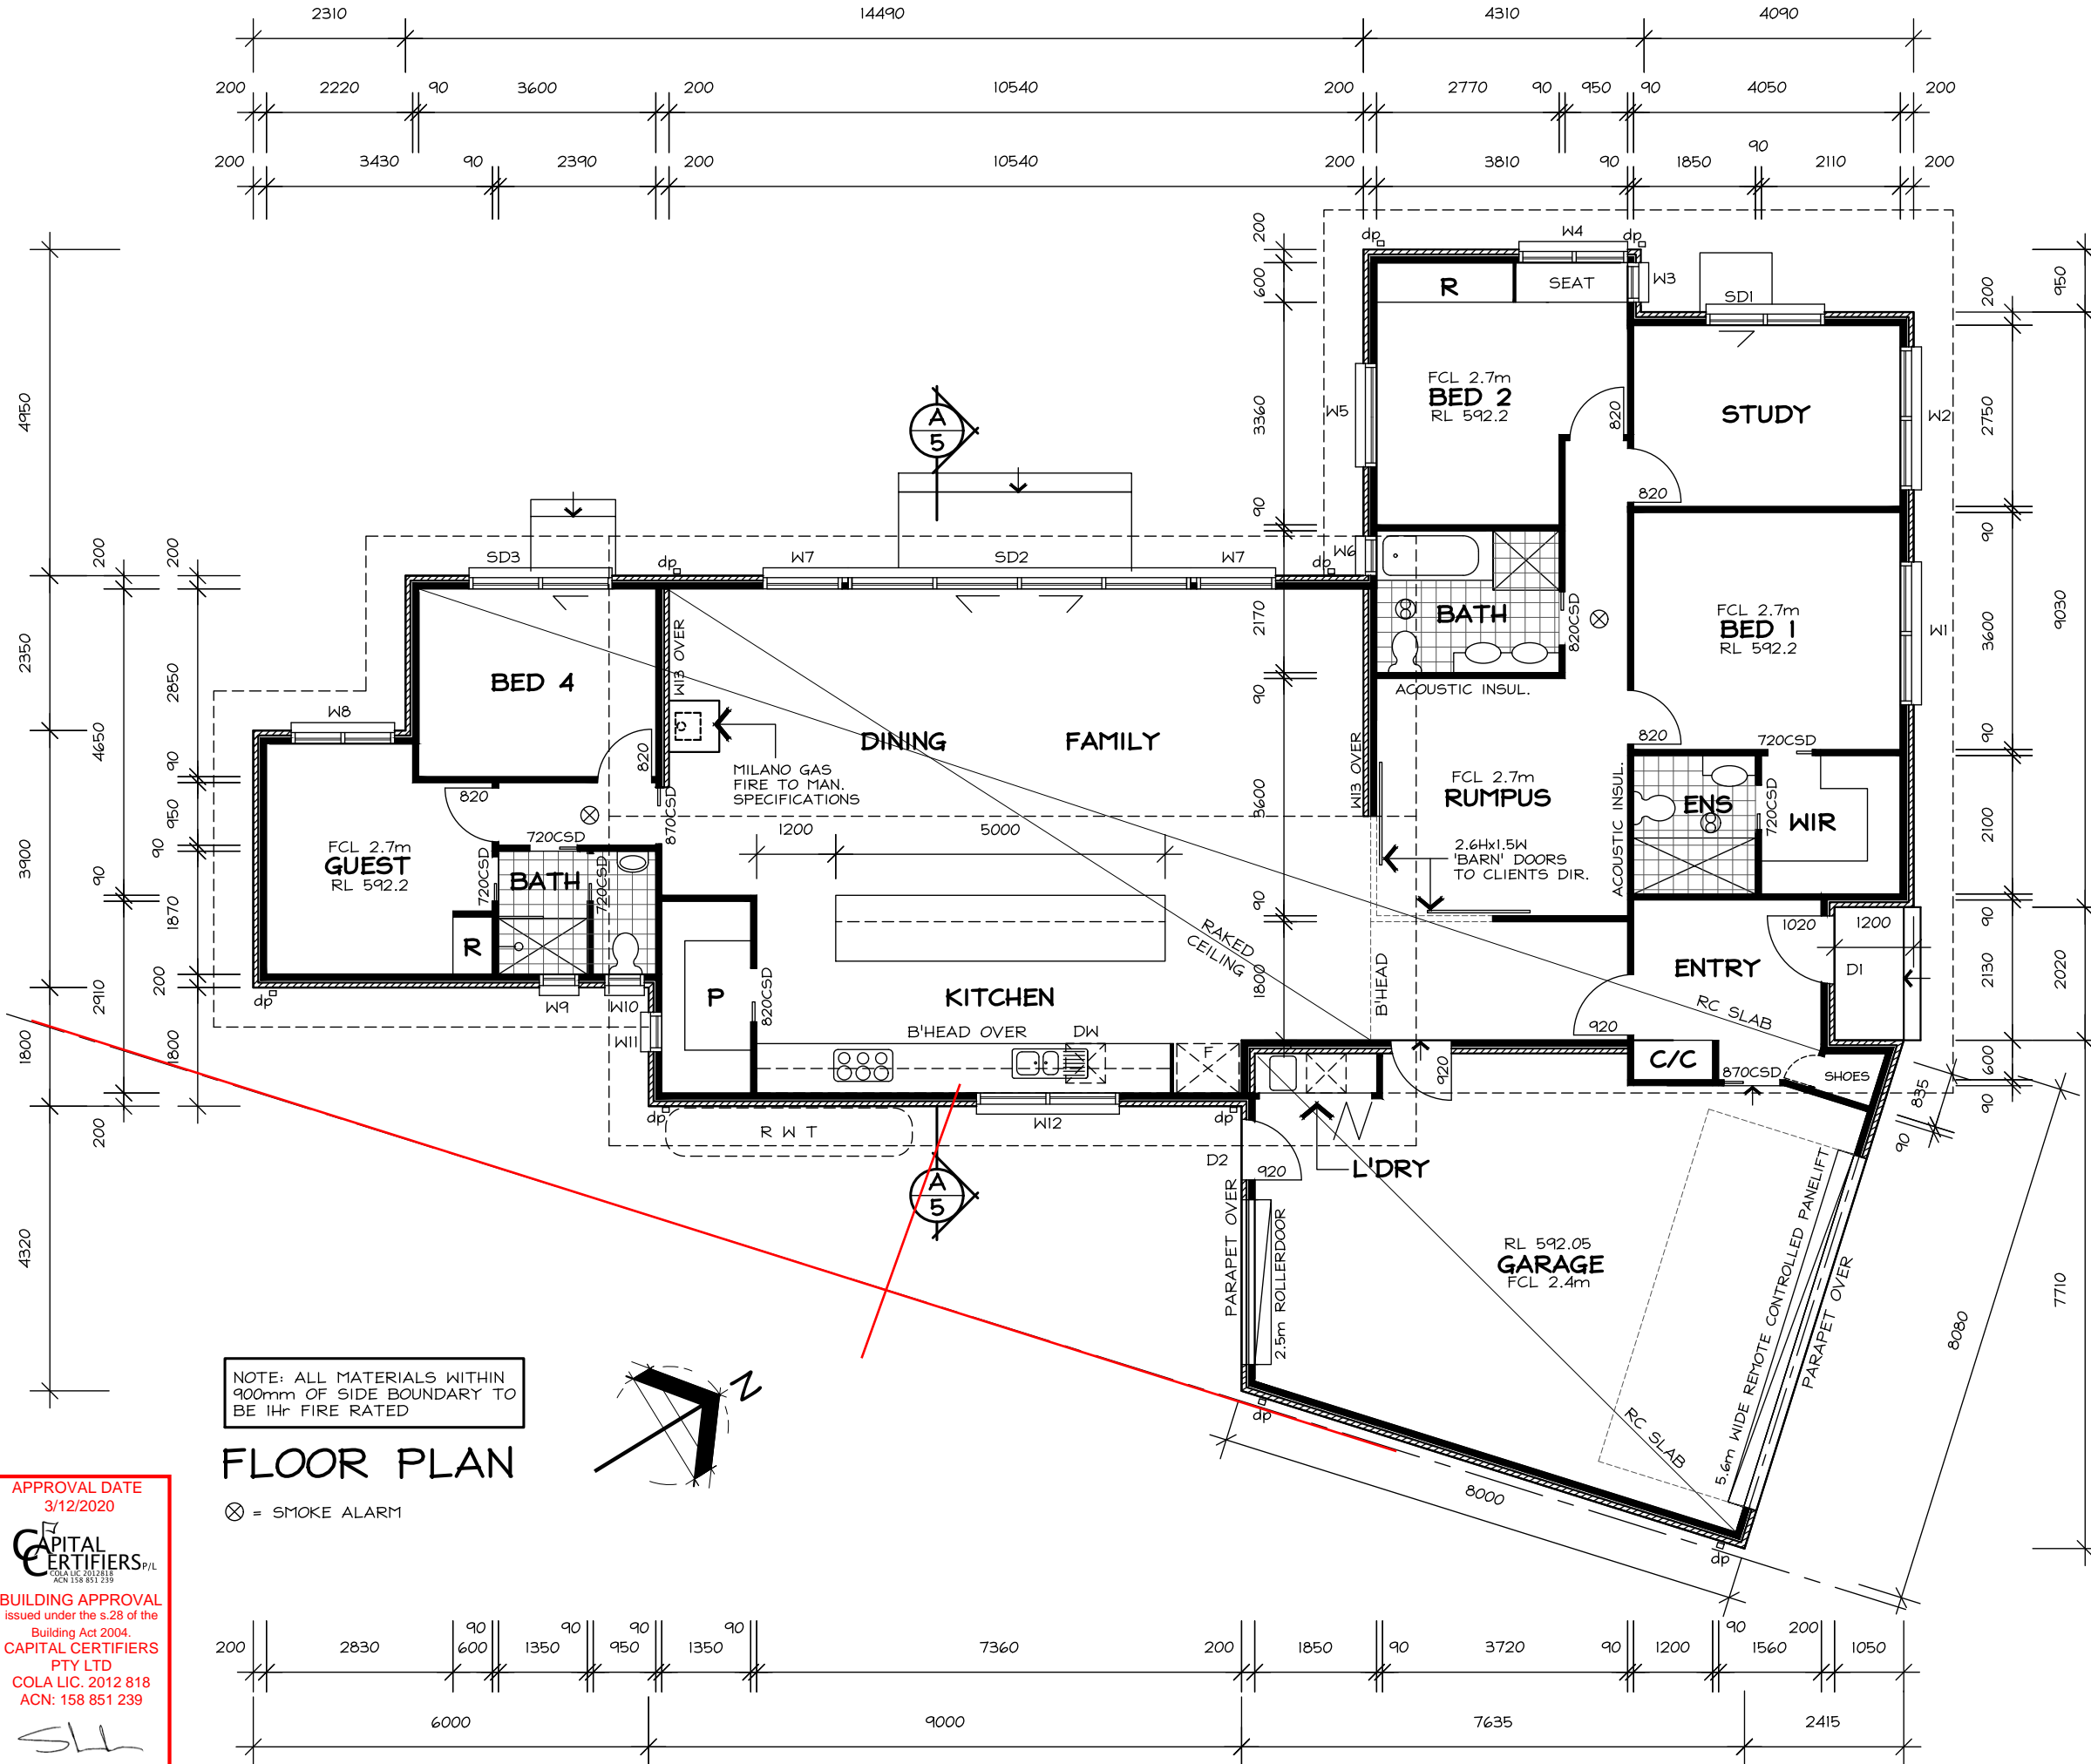 2310 14490 4310 4090
200 2220 90 3600 200 10540 200 2770 90 950 90 4050 200
200 3430 90 2390 200 10540 200 3810 90 1850 90 2110 200
4950
2350
3900
1800
4320
200
4650
90
2910
200
200
2850
90
950
90
1870
200
1800
200
600
3360
90
2170
90
3600
90
1800
200
2750
90
3600
90
2100
90
2130
600
90
950
9030
2020
7710
dp
W4
dp
W3
R
SEAT
SD1
FCL 2.7m
BED 2
RL 592.2
W5
820
STUDY
W2
820
A
5
SD3
dp
W7
SD2
W7
dp
W6
BATH
820CSD
ACOUSTIC INSUL.
FCL 2.7m
BED 1
RL 592.2
W1
820
720CSD
BED 4
W13 OVER
820
MILANO GAS
FIRE TO MAN.
SPECIFICATIONS
DINING
FAMILY
W13 OVER
FCL 2.7m
RUMPUS
ACOUSTIC INSUL.
2.6Hx1.5W
'BARN' DOORS
TO CLIENTS DIR.
ENS
720CSD
WIR
W8
820
FCL 2.7m
GUEST
RL 592.2
720CSD
720CSD
BATH
720CSD
870CSD
R
dp
W9
W10
W11
1200
5000
P
820CSD
KITCHEN
B'HEAD OVER
DW
F
RAKED
CEILING
B'HEAD
ENTRY
1020
1200
D1
RC SLAB
920
920
C/C
870CSD
SHOES
835
90
dp
R W T
W12
dp
D2
920
L'DRY
A
5
PARAPET OVER
2.5m ROLLERDOOR
RL 592.05
GARAGE
FCL 2.4m
5.6m WIDE REMOTE CONTROLLED PANELIFT
PARAPET OVER
RC SLAB
8080
8000
dp
dp
NOTE: ALL MATERIALS WITHIN
900mm OF SIDE BOUNDARY TO
BE 1Hr FIRE RATED
N
FLOOR PLAN
= SMOKE ALARM
APPROVAL DATE
3/12/2020
CAPITAL
CERTIFIERS P/L
COLA LIC 2012818
ACN 158 851 239
BUILDING APPROVAL
issued under the s.28 of the
Building Act 2004.
CAPITAL CERTIFIERS
PTY LTD
COLA LIC. 2012 818
ACN: 158 851 239
200 2830 600 90 1350 90 950 90 1350 90 7360 200 1850 90 3720 90 1200 90 1560 200 1050
6000 9000 7635 2415